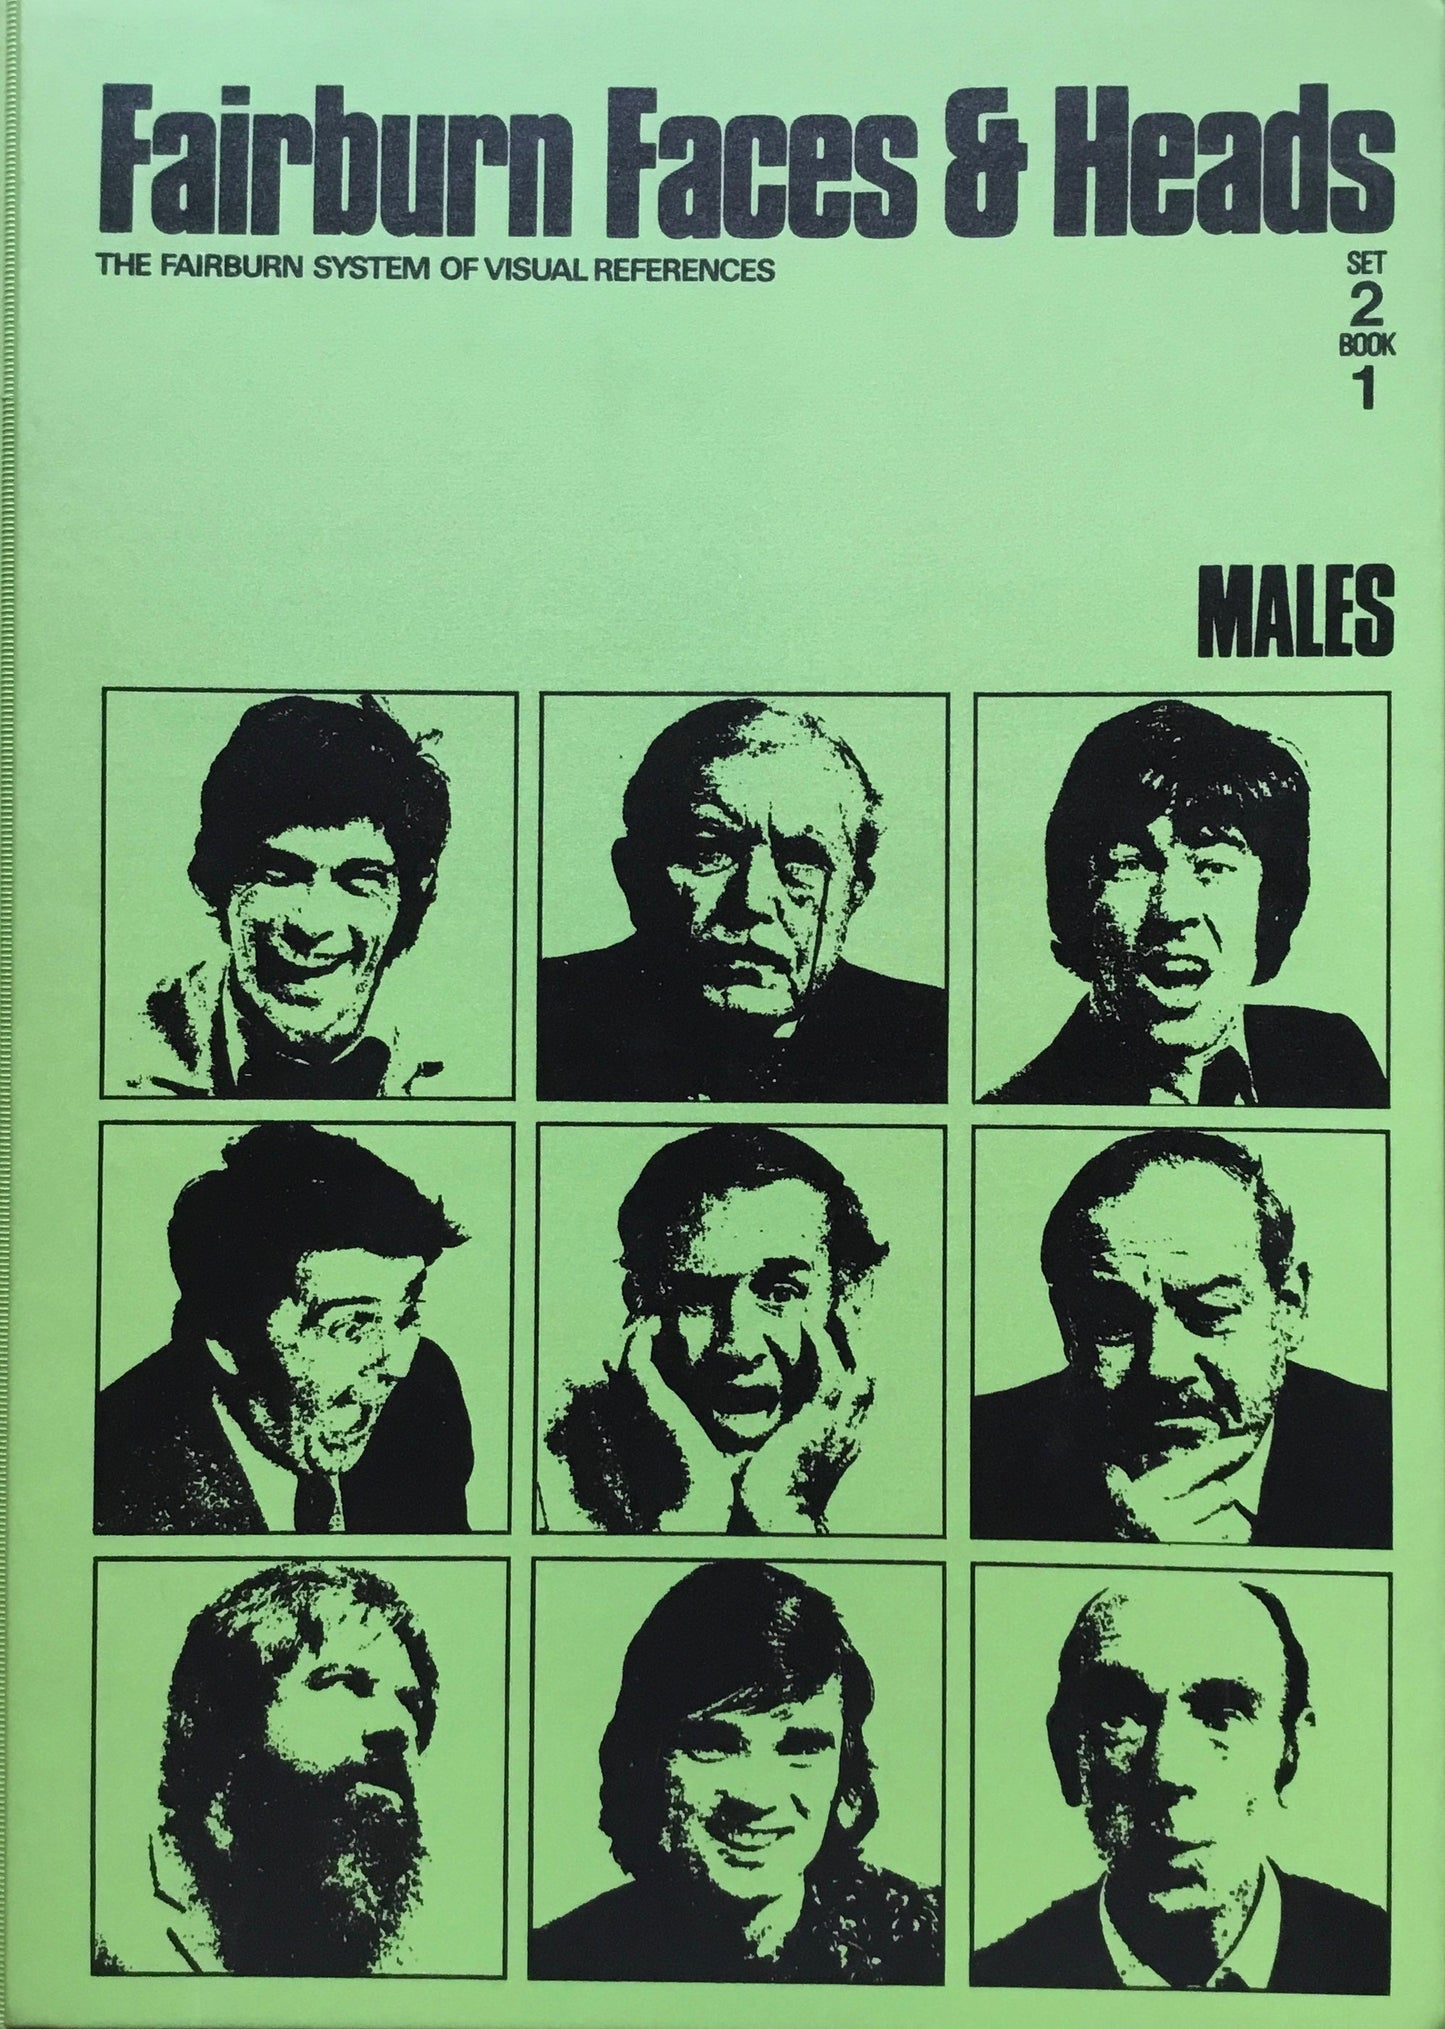 Fairburn Faces & Heads
THE FAIRBURN SYSTEM OF VISUAL REFERENCES
SET
2
BOOK
1
MALES